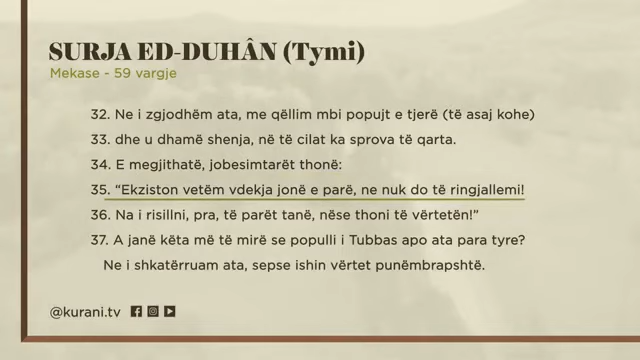 SURJA ED-DUHÂN (Tymi)
Mekase - 59 vargje
32. Ne i zgjodhëm ata, me qëllim mbi popujt e tjerë (të asaj kohe)
33. dhe u dhamë shenja, në të cilat ka sprova të qarta.
34. E megjithatë, jobesimtarët thonë:
35. “Ekziston vetëm vdekja jonë e parë, ne nuk do të ringjallemi!
36. Na i risillni, pra, të parët tanë, nëse thoni të vërtetën!”
37. A janë këta më të mirë se populli i Tubbas apo ata para tyre?
Ne i shkatërruam ata, sepse ishin vërtet punëmbrapshtë.
@kurani.tv